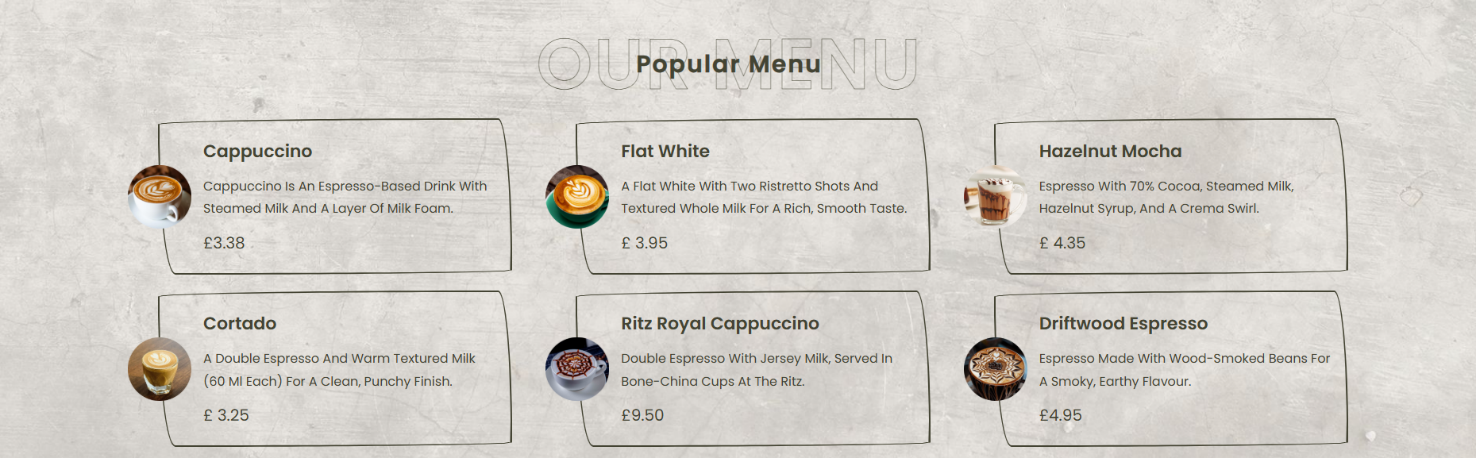 OUR MENU
Popular Menu
Cappuccino
Cappuccino Is An Espresso-Based Drink With
Steamed Milk And A Layer Of Milk Foam.
£3.38
Flat White
A Flat White With Two Ristretto Shots And
Textured Whole Milk For A Rich, Smooth Taste.
£ 3.95
Hazelnut Mocha
Espresso With 70% Cocoa, Steamed Milk,
Hazelnut Syrup, And A Crema Swirl.
£ 4.35
Cortado
A Double Espresso And Warm Textured Milk
(60 Ml Each) For A Clean, Punchy Finish.
£ 3.25
Ritz Royal Cappuccino
Double Espresso With Jersey Milk, Served In
Bone-China Cups At The Ritz.
£9.50
Driftwood Espresso
Espresso Made With Wood-Smoked Beans For
A Smoky, Earthy Flavour.
£4.95